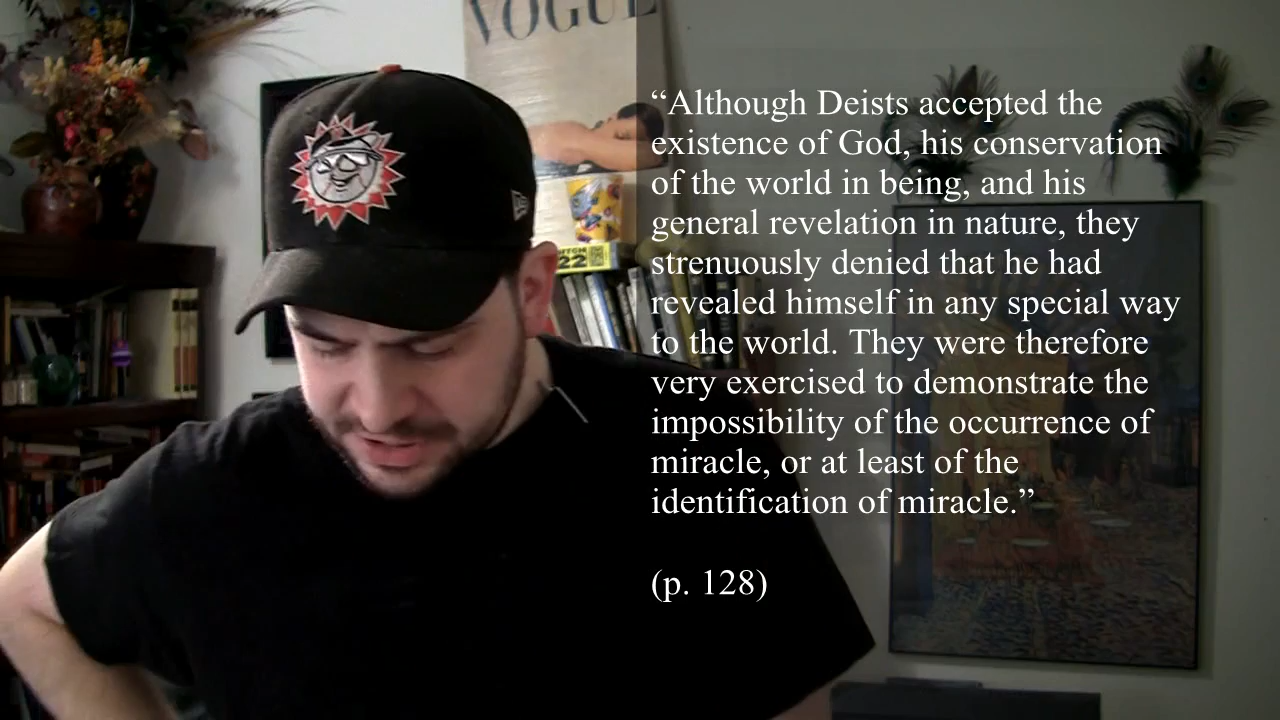 VOGUE
“Although Deists accepted the
existence of God, his conservation
of the world in being, and his
general revelation in nature, they
strenuously denied that he had
revealed himself in any special way
to the world. They were therefore
very exercised to demonstrate the
impossibility of the occurrence of
miracle, or at least of the
identification of miracle.”
(p. 128)
22